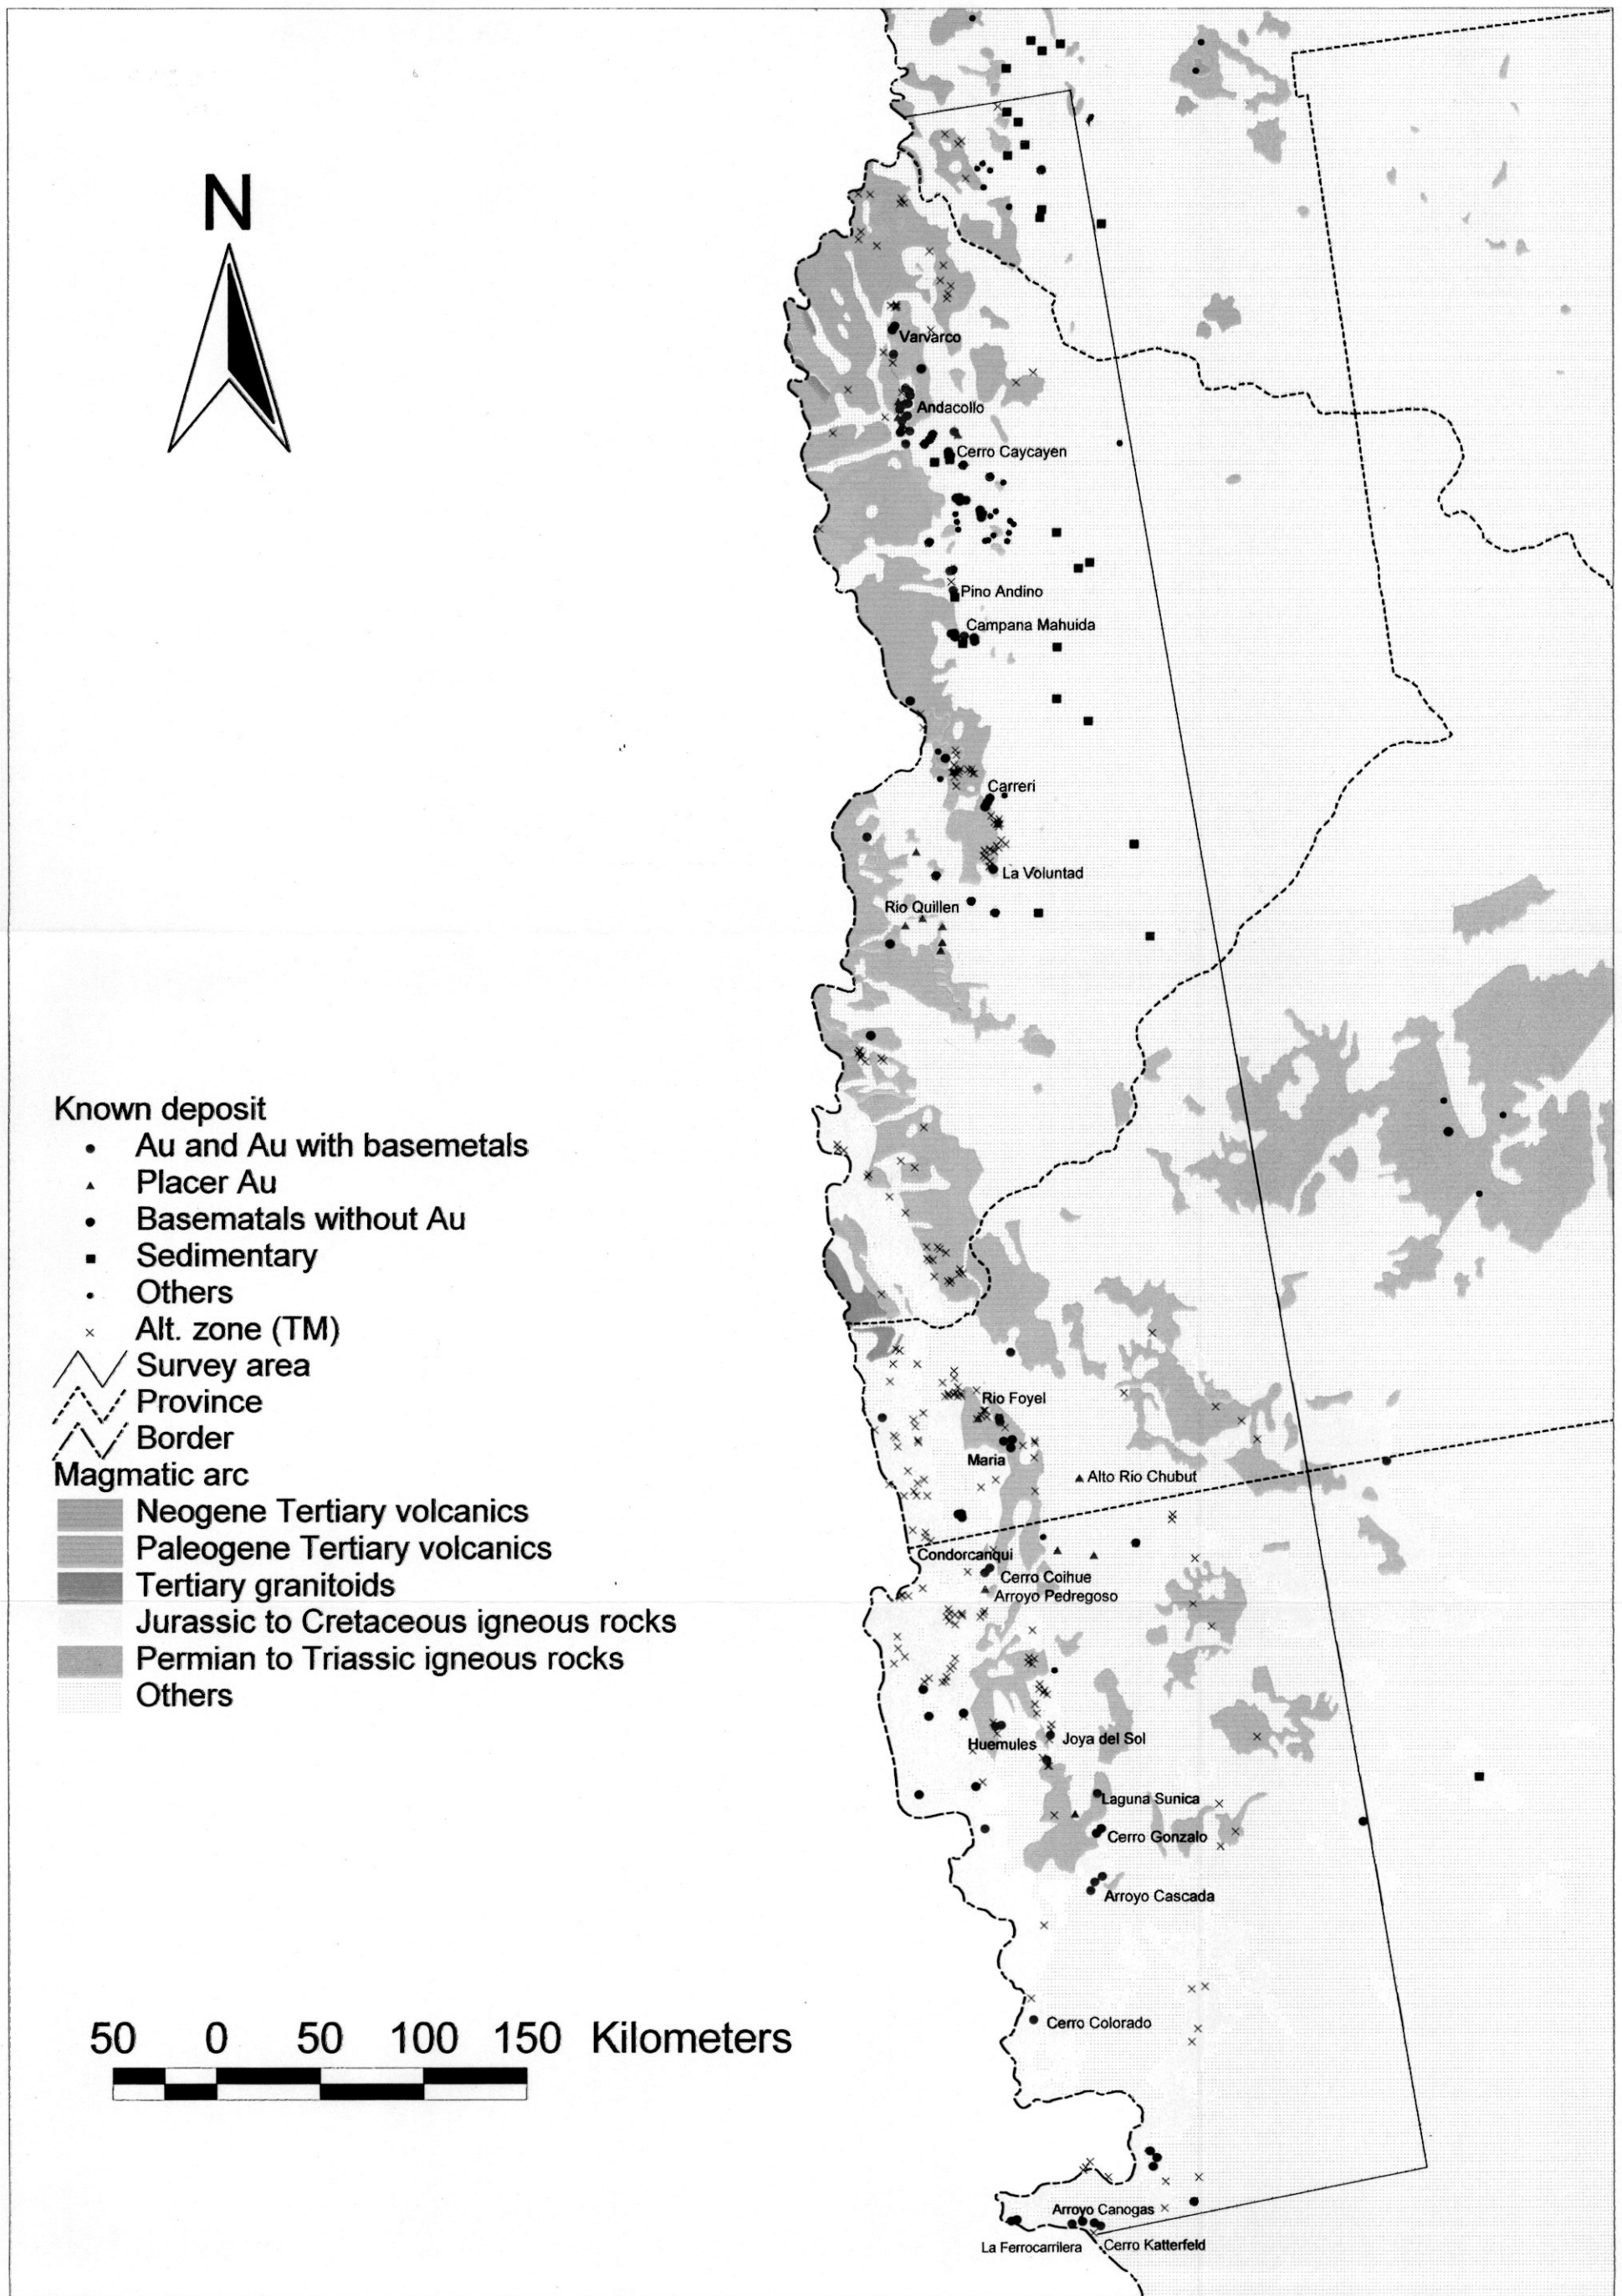 N
Varvarco
Andacollo
Cerro Caycayen
Pino Andino
Campana Mahuida
Carreri
La Voluntad
Rio Quillen
Known deposit
Au and Au with basemetals
Placer Au
Basematals without Au
Sedimentary
Others
Alt. zone (TM)
Survey area
Province
Border
Magmatic arc
Neogene Tertiary volcanics
Paleogene Tertiary volcanics
Tertiary granitoids
Jurassic to Cretaceous igneous rocks
Permian to Triassic igneous rocks
Others
Rio Foyel
Maria
Alto Rio Chubut
Condorcanqui
Cerro Coihue
Arroyo Pedregoso
Huemules
Joya del Sol
Laguna Sunica
Cerro Gonzalo
Arroyo Cascada
Cerro Colorado
50 0 50 100 150 Kilometers
Arroyo Canogas
La Ferrocarrilera
Cerro Katterfeld